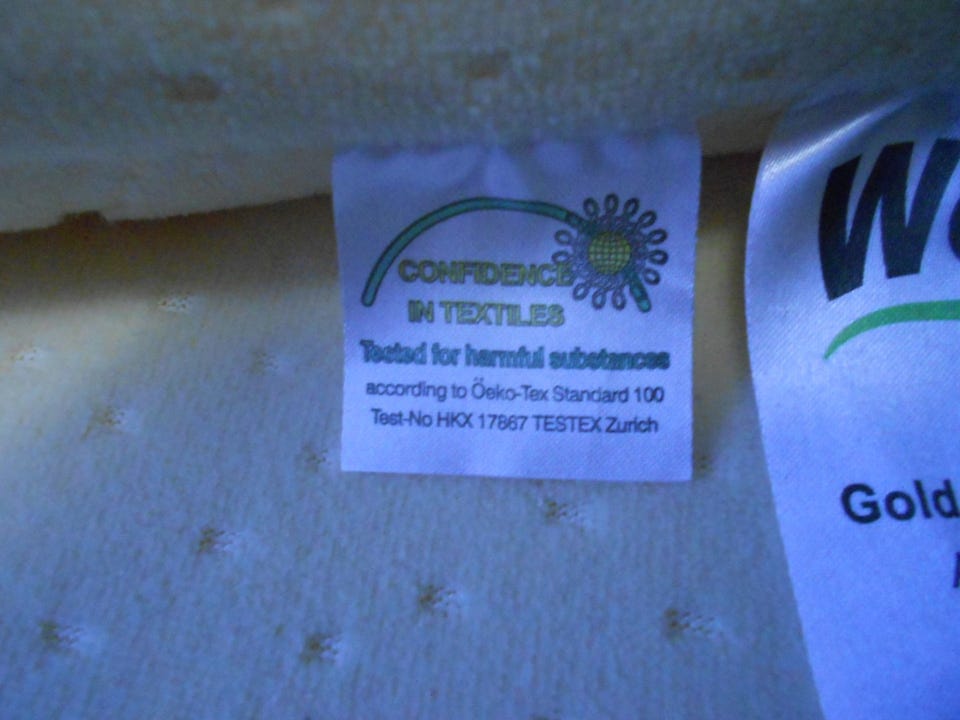 CONFIDENCE
IN TEXTILES
Tested for harmful substances
according to Öeko-Tex Standard 100
Test-No HKX 17867 TESTEX Zurich